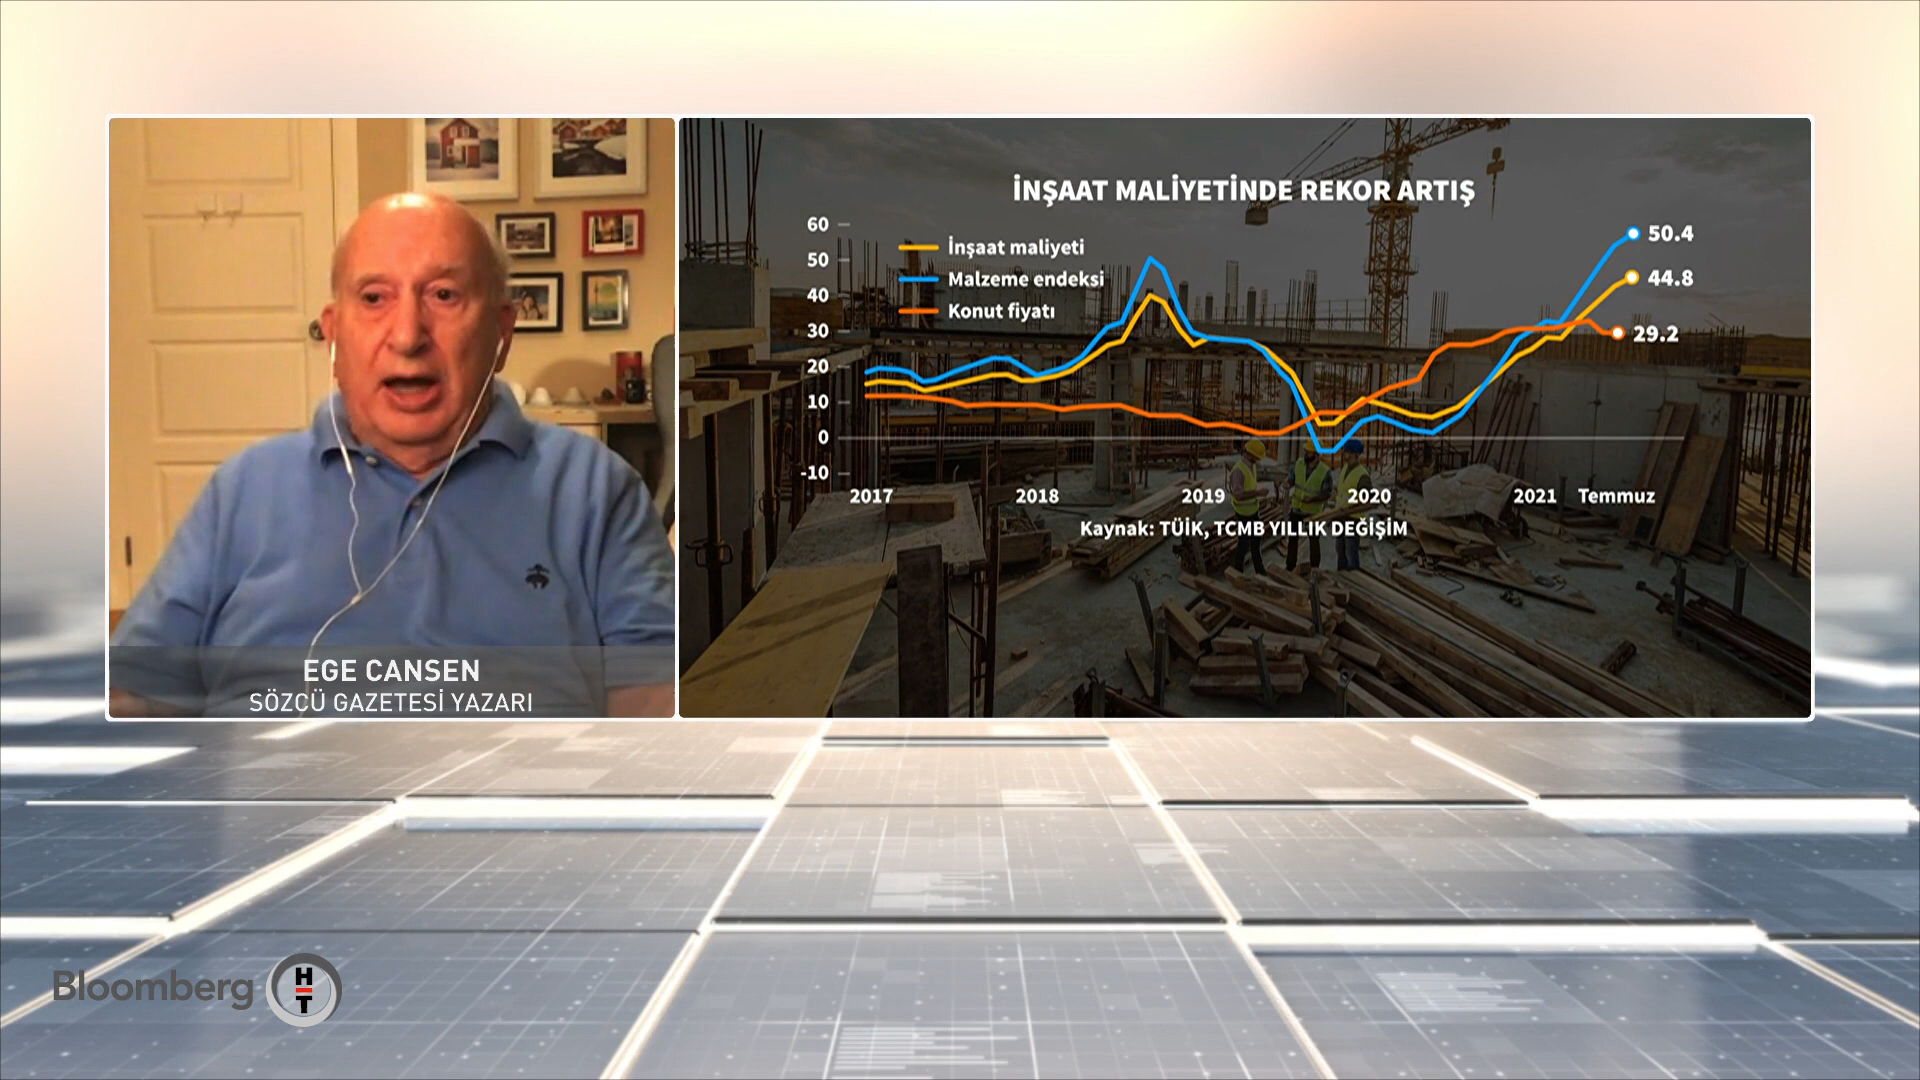 İNŞAAT MALİYETİNDE REKOR ARTIŞ
60
50
40
30
20
10
0
-10
İnşaat maliyeti
Malzeme endeksi
Konut fiyatı
50.4
44.8
29.2
2017 2018 2019 2020 2021 Temmuz
Kaynak: TÜİK, TCMB YILLIK DEĞİŞİM
EGE CANSEN
SÖZCÜ GAZETESİ YAZARI
Bloomberg HT